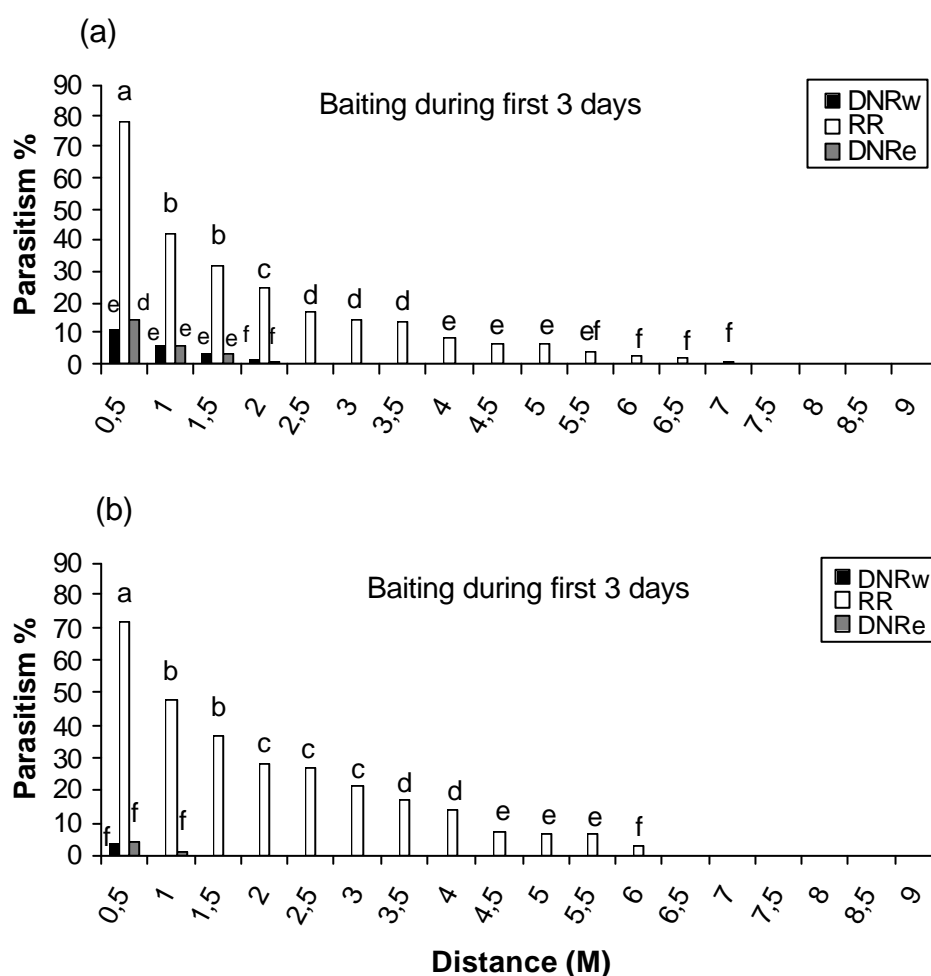 (a)
Baiting during first 3 days
DNRw
RR
DNRe
Parasitism %
90
80
70
60
50
40
30
20
10
0
a
b
b
c
d
d
d
e
e
e
ef
f
f
f
e
d
e
e
e
e
f
f
0,5
1
1,5
2
2,5
3
3,5
4
4,5
5
5,5
6
6,5
7
7,5
8
8,5
9
(b)
Baiting during first 3 days
DNRw
RR
DNRe
Parasitism %
90
80
70
60
50
40
30
20
10
0
a
b
b
c
c
c
d
d
e
e
e
f
f
f
f
0,5
1
1,5
2
2,5
3
3,5
4
4,5
5
5,5
6
6,5
7
7,5
8
8,5
9
Distance (M)